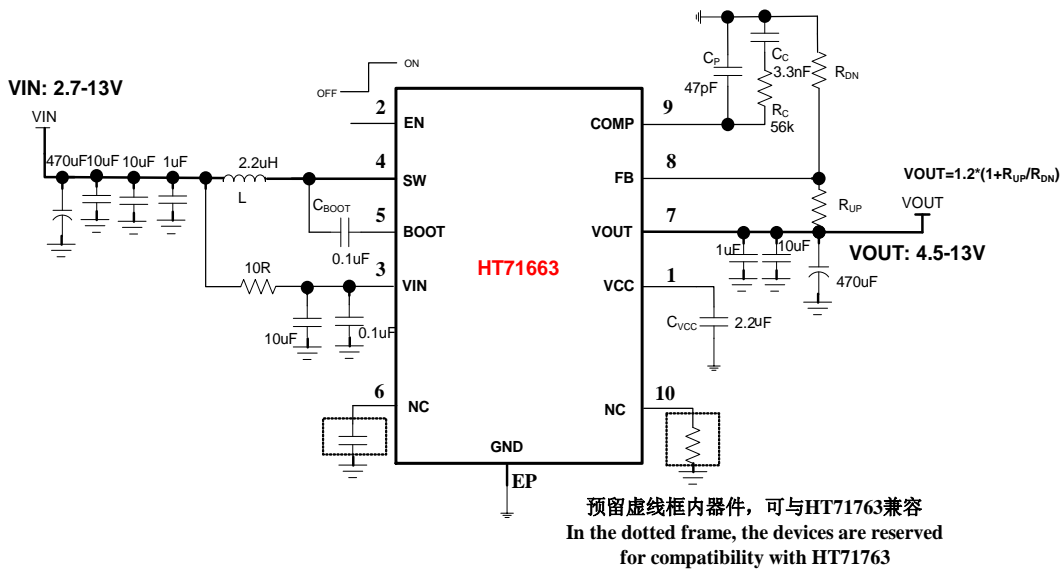 VIN: 2.7-13V
VIN
470uF
10uF
10uF
1uF
2.2uH
L
OFF
ON
2
EN
4
SW
CBOOT
0.1uF
5
BOOT
10R
3
VIN
10uF
0.1uF
6
NC
HT71663
GND
EP
CP
47pF
CC
3.3nF
RC
56k
RDN
9
COMP
8
FB
RUP
VOUT=1.2*(1+RUP/RDN)
VOUT
7
VOUT
VOUT: 4.5-13V
1uF
10uF
470uF
1
VCC
CVCC
2.2uF
10
NC
预留虚线框内器件，可与HT71763兼容
In the dotted frame, the devices are reserved
for compatibility with HT71763